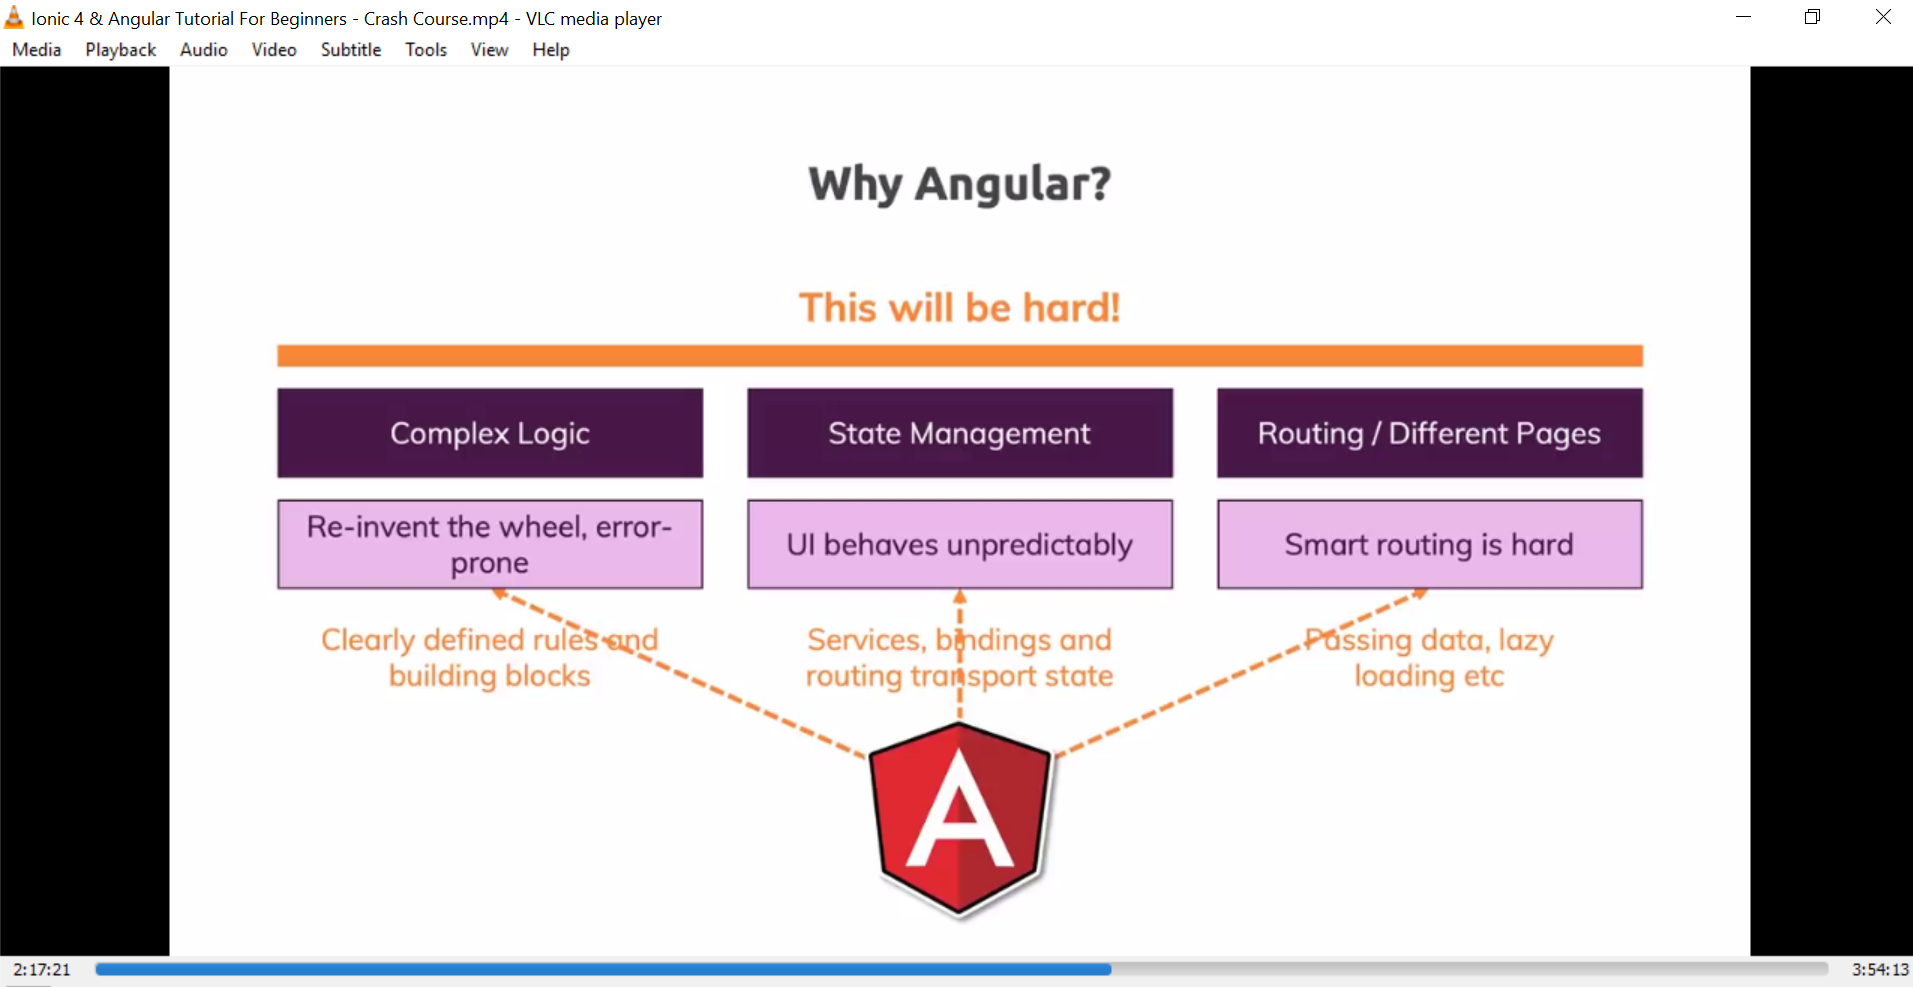 Ionic 4 & Angular Tutorial For Beginners - Crash Course.mp4 - VLC media player
Media Playback Audio Video Subtitle Tools View Help
Why Angular?
This will be hard!
Complex Logic
State Management
Routing / Different Pages
Re-invent the wheel, error-
prone
UI behaves unpredictably
Smart routing is hard
Clearly defined rules and
building blocks
Services, bindings and
routing transport state
Passing data, lazy
loading etc
A
2:17:21
3:54:13